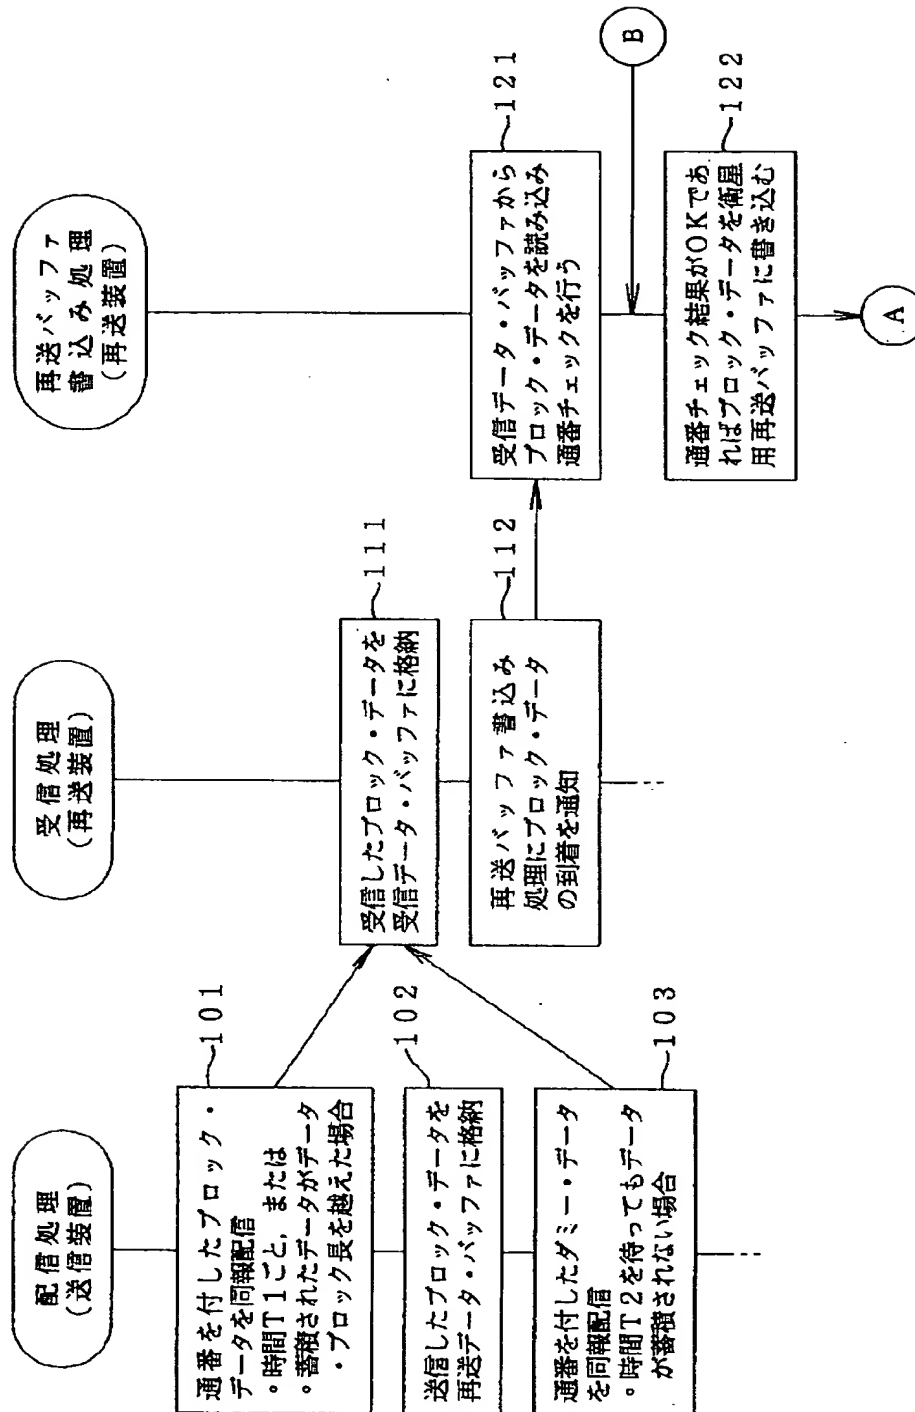 配信処理
(送信装置)
通番を付したブロック・
データを同報配信
。時間T1ごと,または
。蓄積されたデータがデータ
・ブロック長を越えた場合
101
送信したブロック・データを
再送データ・バッファに格納
102
通番を付したダミー・データ
を同報配信
。時間T2を待ってもデータ
が蓄積されない場合
103
受信処理
(再送装置)
受信したブロック・データを
受信データ・バッファに格納
111
再送バッファ書込み
処理にブロック・データ
の到着を通知
112
再送バッファ
書込み処理
(再送装置)
受信データ・バッファから
ブロック・データを読み込み
通番チェックを行う
121
B
通番チェック結果がOKであ
ればブロック・データを衛星
用再送バッファに書き込む
122
A